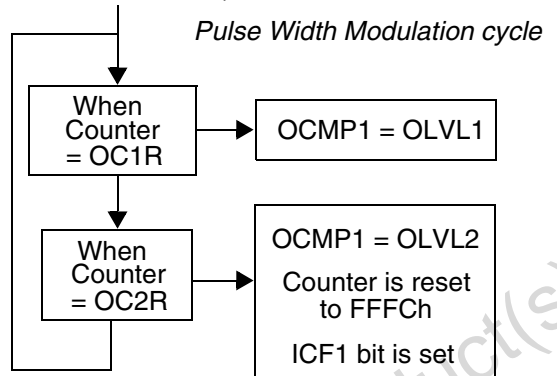 Pulse Width Modulation cycle
When
Counter
= OC1R
OCMP1 = OLVL1
When
Counter
= OC2R
OCMP1 = OLVL2
Counter is reset
to FFFCh
ICF1 bit is set